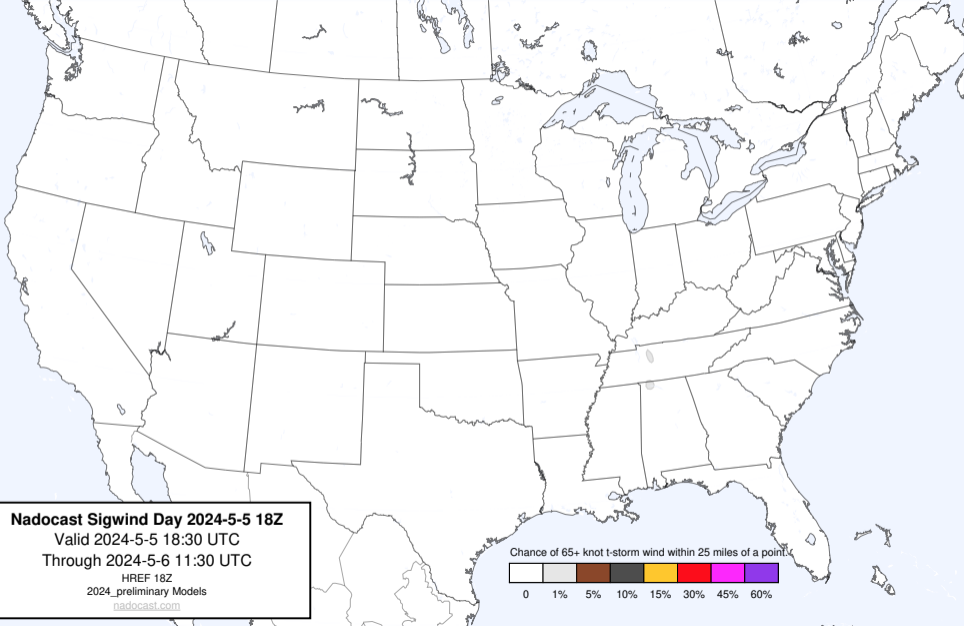 Nadocast Sigwind Day 2024-5-5 18Z
Valid 2024-5-5 18:30 UTC
Through 2024-5-6 11:30 UTC
HREF 18Z
2024_preliminary Models
nadocast.com
Chance of 65+ knot t-storm wind within 25 miles of a point.
0 1% 5% 10% 15% 30% 45% 60%